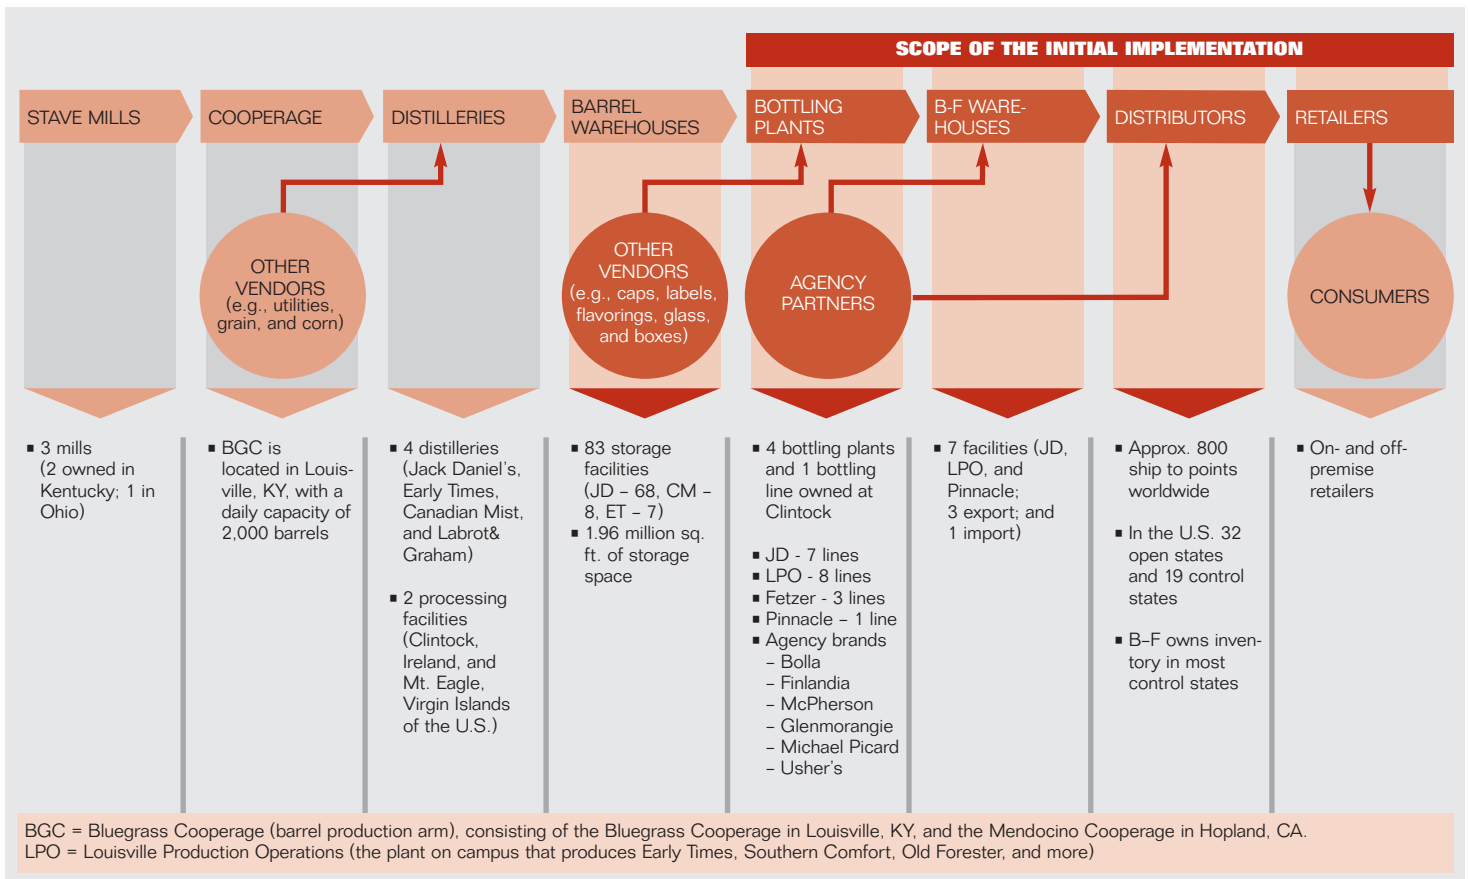 SCOPE OF THE INITIAL IMPLEMENTATION
STAVE MILLS
COOPERAGE
DISTILLERIES
BARREL
WAREHOUSES
BOTTLING
PLANTS
B-F WARE-
HOUSES
DISTRIBUTORS
RETAILERS
OTHER
VENDORS
(e.g., utilities,
grain, and corn)
OTHER
VENDORS
(e.g., caps, labels,
flavorings, glass,
and boxes)
AGENCY
PARTNERS
CONSUMERS
▪ 3 mills
(2 owned in
Kentucky; 1 in
Ohio)
▪ BGC is
located in Louis-
ville, KY, with a
daily capacity of
2,000 barrels
▪ 4 distilleries
(Jack Daniel's,
Early Times,
Canadian Mist,
and Labrot&
Graham)
▪ 2 processing
facilities
(Clintock,
Ireland, and
Mt. Eagle,
Virgin Islands
of the U.S.)
▪ 83 storage
facilities
(JD – 68, CM –
8, ET – 7)
▪ 1.96 million sq.
ft. of storage
space
▪ 4 bottling plants
and 1 bottling
line owned at
Clintock
▪ JD - 7 lines
▪ LPO - 8 lines
▪ Fetzer - 3 lines
▪ Pinnacle – 1 line
▪ Agency brands
– Bolla
– Finlandia
– McPherson
– Glenmorangie
– Michael Picard
– Usher's
▪ 7 facilities (JD,
LPO, and
Pinnacle;
3 export; and
1 import)
▪ Approx. 800
ship to points
worldwide
▪ In the U.S. 32
open states
and 19 control
states
▪ B–F owns inven-
tory in most
control states
▪ On- and off-
premise
retailers
BGC = Bluegrass Cooperage (barrel production arm), consisting of the Bluegrass Cooperage in Louisville, KY, and the Mendocino Cooperage in Hopland, CA.
LPO = Louisville Production Operations (the plant on campus that produces Early Times, Southern Comfort, Old Forester, and more)